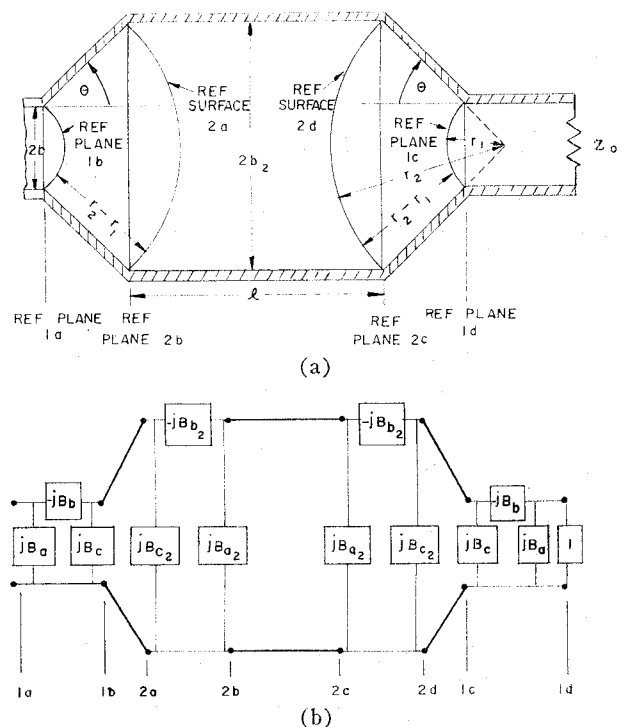 θ
REF
SURFACE
2a
REF
SURFACE
2d
θ
2b
REF
PLANE
1b
2b₂
REF
PLANE
1c
r₁
r₂
Z₀
r₂-r₁
r₂-r₁
ℓ
REF PLANE
1a
REF
PLANE 2b
REF
PLANE 2c
REF PLANE
1d
(a)
-jBb₂
-jBb₂
-jBb
-jBb
jBa
jBc
jBc₂
jBa₂
jBa₂
jBc₂
jBc
jBa
1
1a
1b
2a
2b
2c
2d
1c
1d
(b)